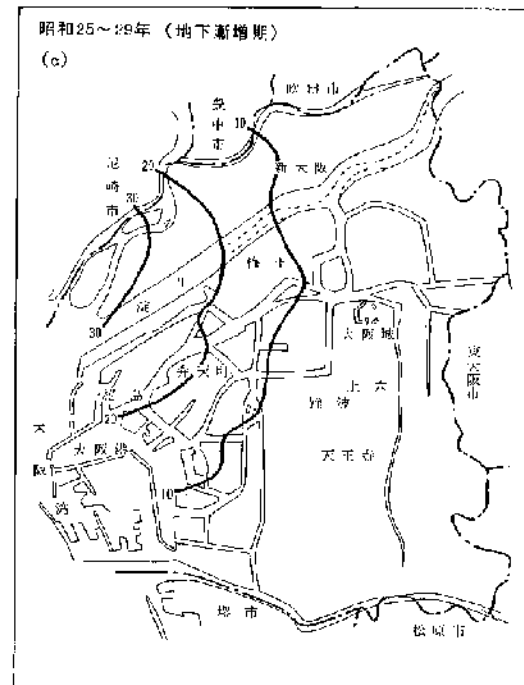 昭和25～29年 (地下漸増期)
(c)
吹田市
豊中市
10
新大阪
20
尼崎市
30
淀川
30
大阪城
東大阪市
弁天町
上六
難波
20
天王寺
大阪港
大阪湾
10
堺市
松原市